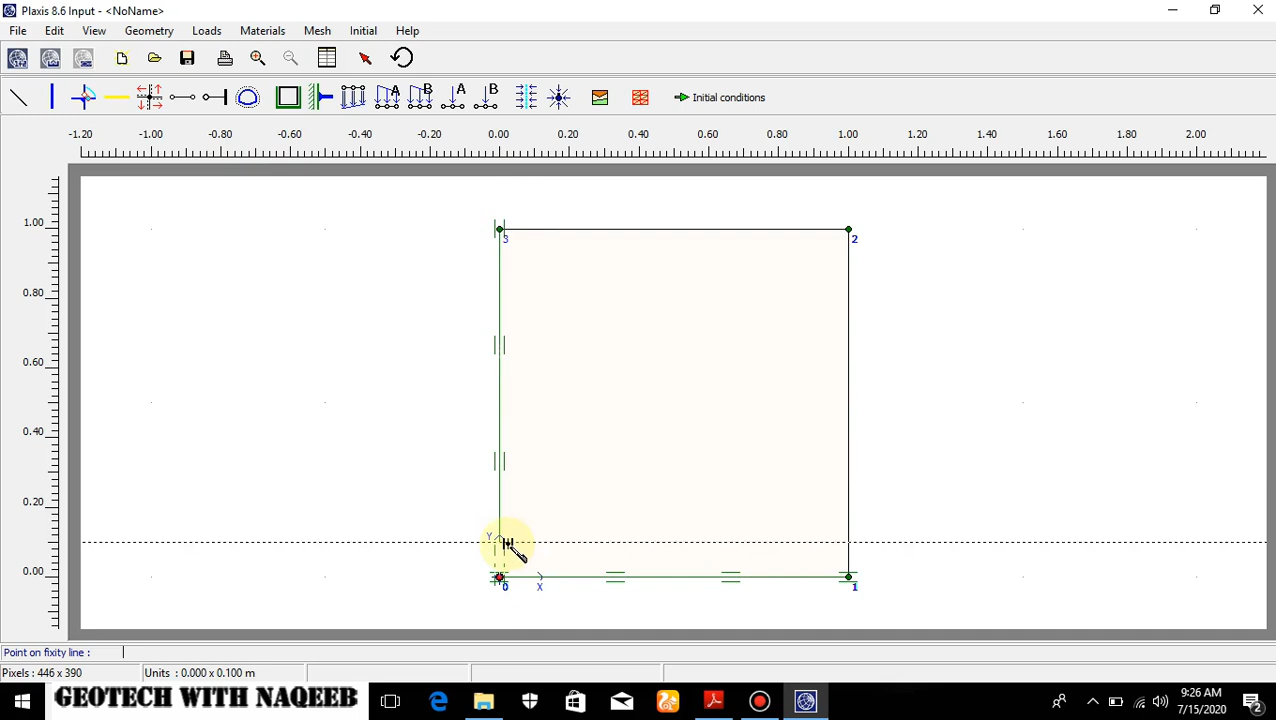 Plaxis 8.6 Input - <NoName>
File Edit View Geometry Loads Materials Mesh Initial Help
A B A B Initial conditions
-1.20 -1.00 -0.80 -0.60 -0.40 -0.20 0.00 0.20 0.40 0.60 0.80 1.00 1.20 1.40 1.60 1.80 2.00
1.00
3 2
0.80
0.60
0.40
0.20
Y
0.00
0 X 1
Point on fixity line :
Pixels : 446 x 390 Units : 0.000 x 0.100 m
GEOTECH WITH NAQEEB
9:26 AM
7/15/2020
2